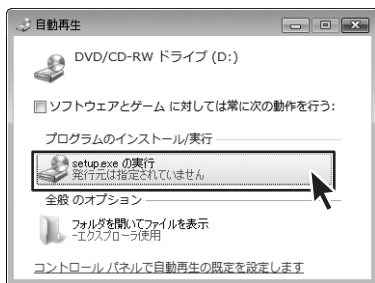 自動再生
DVD/CD-RW ドライブ (D:)
ソフトウェアとゲーム に対しては常に次の動作を行う:
プログラムのインストール/実行
setup.exe の実行
発行元は指定されていません
全般 のオプション
フォルダを開いてファイルを表示
-エクスプローラ使用
コントロール パネルで自動再生の既定を設定します